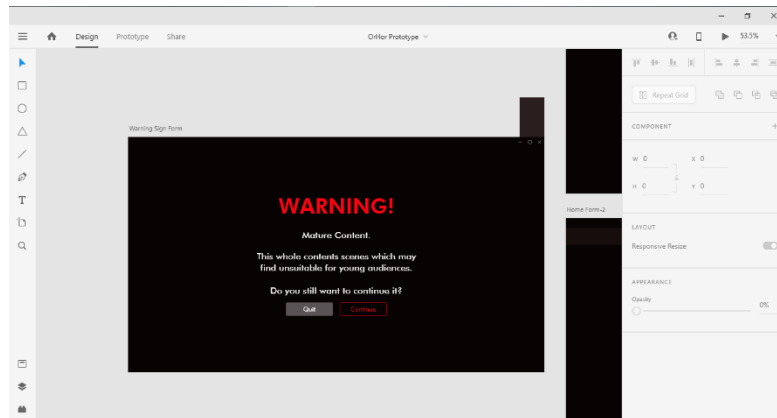 Design Prototype Share OrHor Prototype 53.5%
Repeat Grid
Warning Sign Form
COMPONENT
WARNING!
W 0 X 0
H 0 Y 0
Home Form-2
Mature Content.
LAYOUT
This whole contents scenes which may
Responsive Resize
find unsuitable for young audiences.
APPEARANCE
Do you still want to continue it?
Opacity
0%
Quit Continue